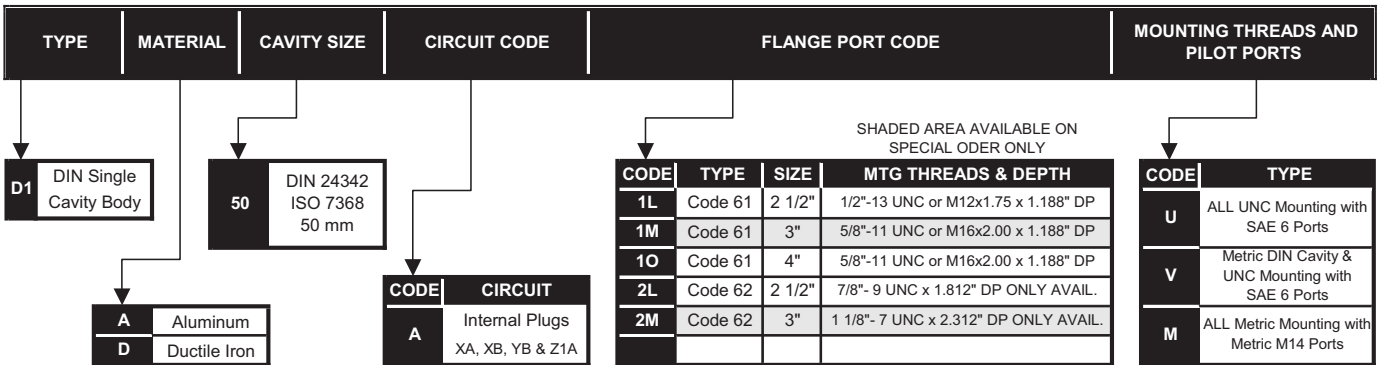 TYPE MATERIAL CAVITY SIZE CIRCUIT CODE FLANGE PORT CODE MOUNTING THREADS AND
PILOT PORTS
D1 DIN Single
Cavity Body
A Aluminum
D Ductile Iron
50 DIN 24342
ISO 7368
50 mm
CODE CIRCUIT
A Internal Plugs
XA, XB, YB & Z1A
SHADED AREA AVAILABLE ON
SPECIAL ODER ONLY
CODE TYPE SIZE MTG THREADS & DEPTH
1L Code 61 2 1/2" 1/2"-13 UNC or M12x1.75 x 1.188" DP
1M Code 61 3" 5/8"-11 UNC or M16x2.00 x 1.188" DP
1O Code 61 4" 5/8"-11 UNC or M16x2.00 x 1.188" DP
2L Code 62 2 1/2" 7/8"- 9 UNC x 1.812" DP ONLY AVAIL.
2M Code 62 3" 1 1/8"- 7 UNC x 2.312" DP ONLY AVAIL.
CODE TYPE
U ALL UNC Mounting with
SAE 6 Ports
V Metric DIN Cavity &
UNC Mounting with
SAE 6 Ports
M ALL Metric Mounting with
Metric M14 Ports